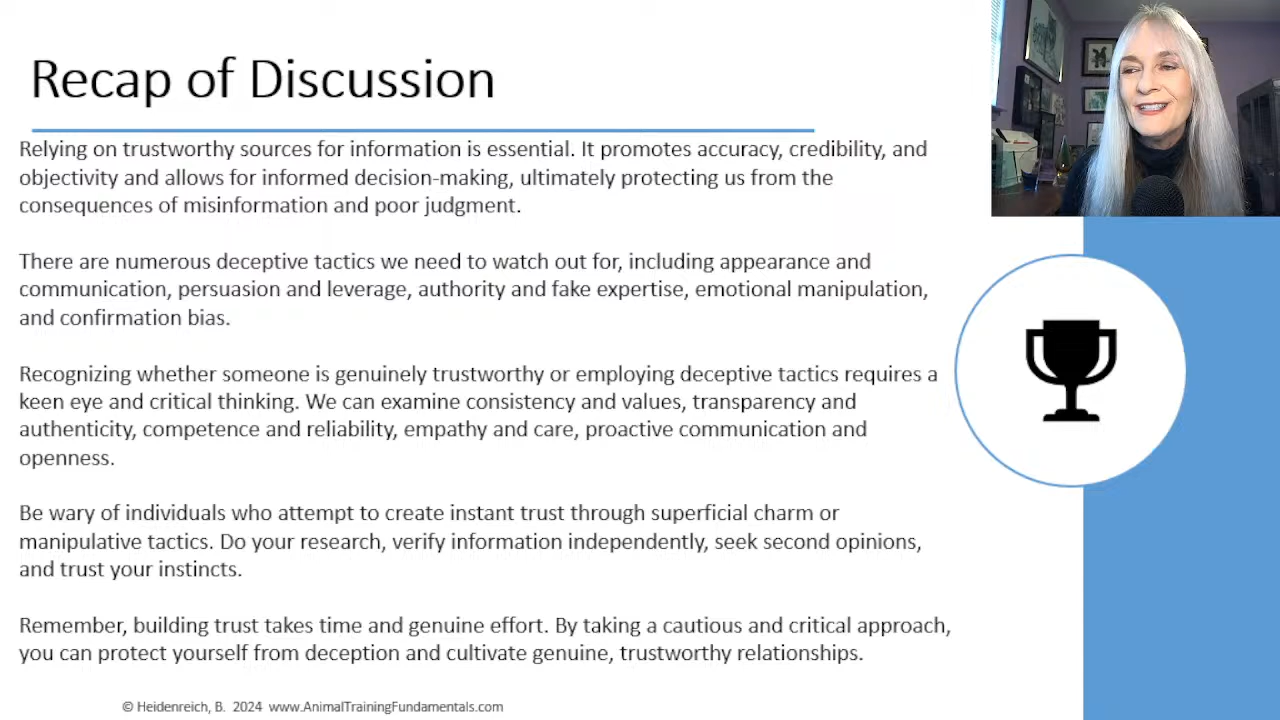 Recap of Discussion
Relying on trustworthy sources for information is essential. It promotes accuracy, credibility, and
objectivity and allows for informed decision-making, ultimately protecting us from the
consequences of misinformation and poor judgment.
There are numerous deceptive tactics we need to watch out for, including appearance and
communication, persuasion and leverage, authority and fake expertise, emotional manipulation,
and confirmation bias.
Recognizing whether someone is genuinely trustworthy or employing deceptive tactics requires a
keen eye and critical thinking. We can examine consistency and values, transparency and
authenticity, competence and reliability, empathy and care, proactive communication and
openness.
Be wary of individuals who attempt to create instant trust through superficial charm or
manipulative tactics. Do your research, verify information independently, seek second opinions,
and trust your instincts.
Remember, building trust takes time and genuine effort. By taking a cautious and critical approach,
you can protect yourself from deception and cultivate genuine, trustworthy relationships.
© Heidenreich, B.  2024  www.AnimalTrainingFundamentals.com